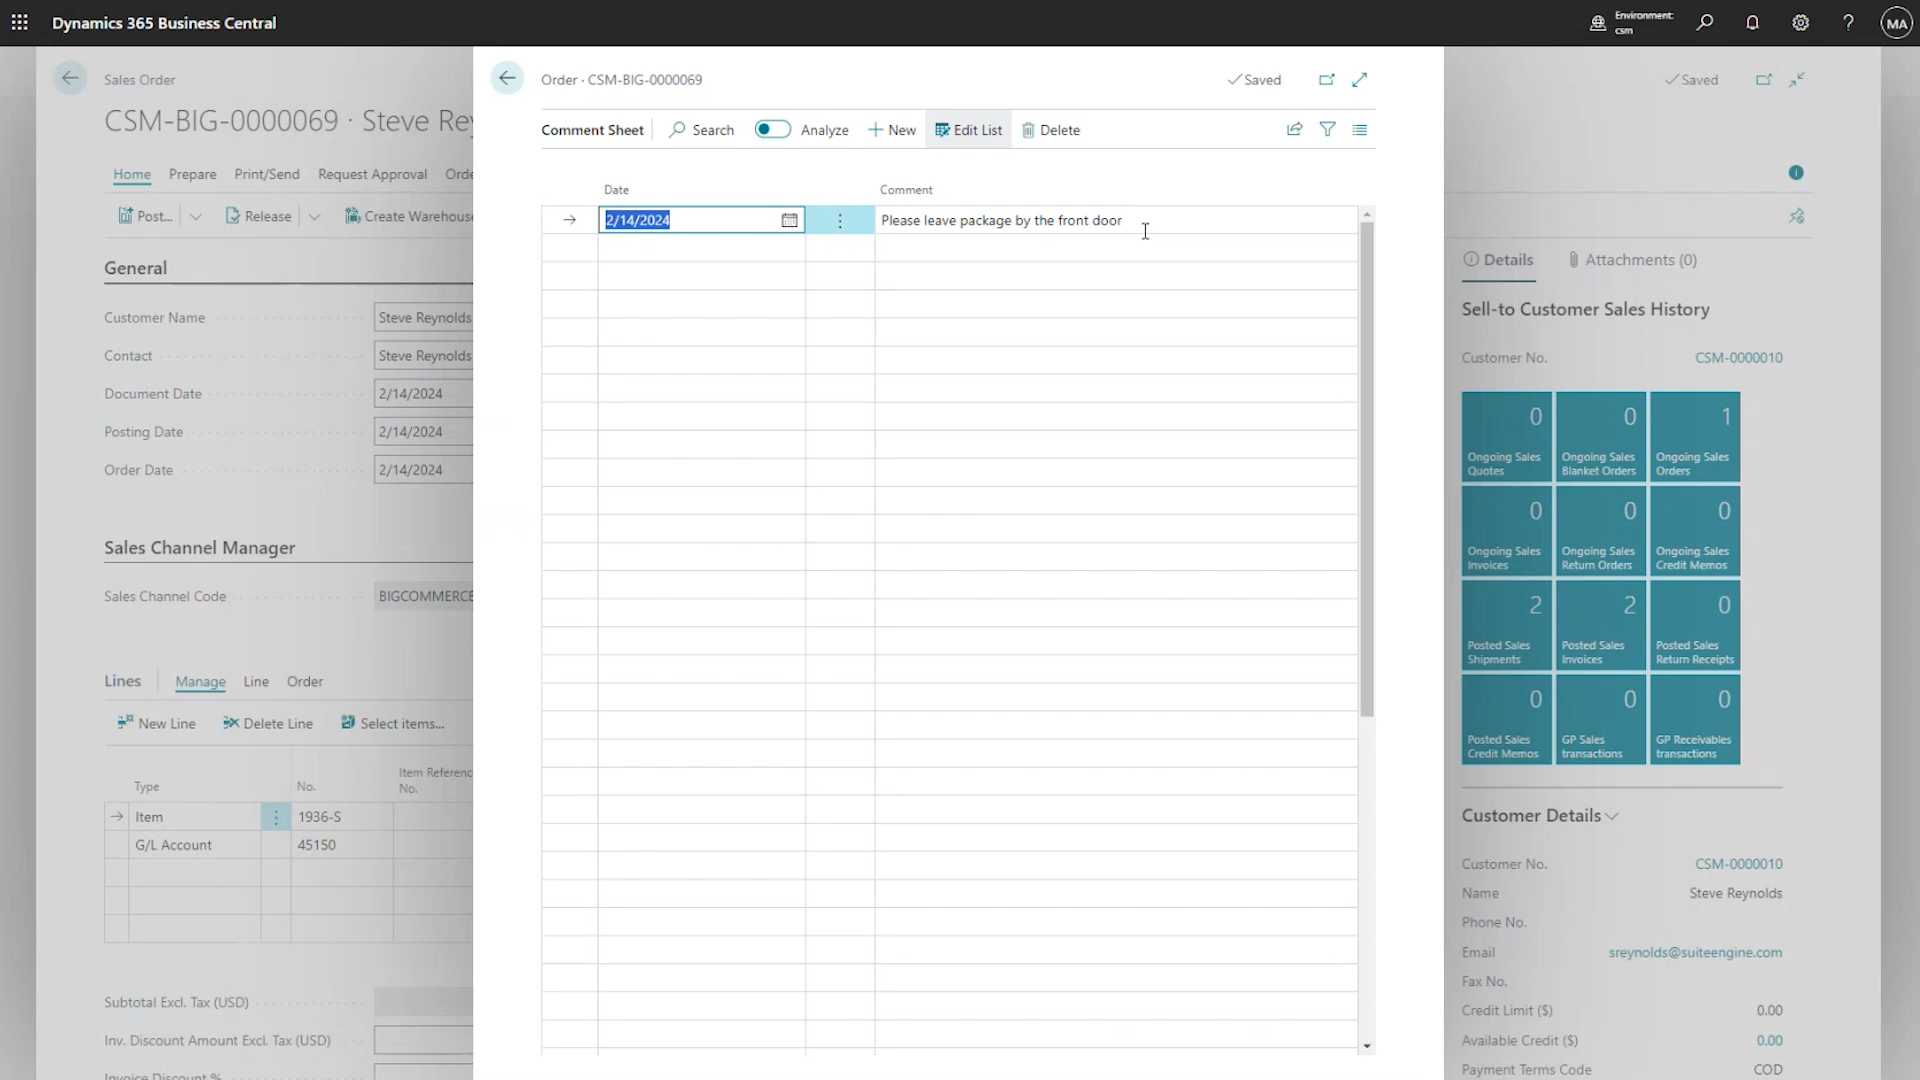 Dynamics 365 Business Central
Environment:
csm
?
MA
Sales Order
Saved
CSM-BIG-0000069 · Steve Rey
Home Prepare Print/Send Request Approval Orde
Post... Release Create Warehouse
General
Customer Name Steve Reynolds
Contact Steve Reynolds
Document Date 2/14/2024
Posting Date 2/14/2024
Order Date 2/14/2024
Sales Channel Manager
Sales Channel Code BIGCOMMERCE
Lines Manage Line Order
New Line Delete Line Select items...
Type No. Item Referenc
No.
Item 1936-S
G/L Account 45150
Subtotal Excl. Tax (USD)
Inv. Discount Amount Excl. Tax (USD)
Invoice Discount %
Order · CSM-BIG-0000069
Saved
Comment Sheet Search Analyze New Edit List Delete
Date Comment
2/14/2024 Please leave package by the front door
Details Attachments (0)
Sell-to Customer Sales History
Customer No. CSM-0000010
0 0 1
Ongoing Sales Ongoing Sales Ongoing Sales
Quotes Blanket Orders Orders
0 0 0
Ongoing Sales Ongoing Sales Ongoing Sales
Invoices Return Orders Credit Memos
2 2 0
Posted Sales Posted Sales Posted Sales
Shipments Invoices Return Receipts
0 0 0
Posted Sales GP Sales GP Receivables
Credit Memos transactions transactions
Customer Details
Customer No. CSM-0000010
Name Steve Reynolds
Phone No.
Email sreynolds@suiteengine.com
Fax No.
Credit Limit ($) 0.00
Available Credit ($) 0.00
Payment Terms Code COD